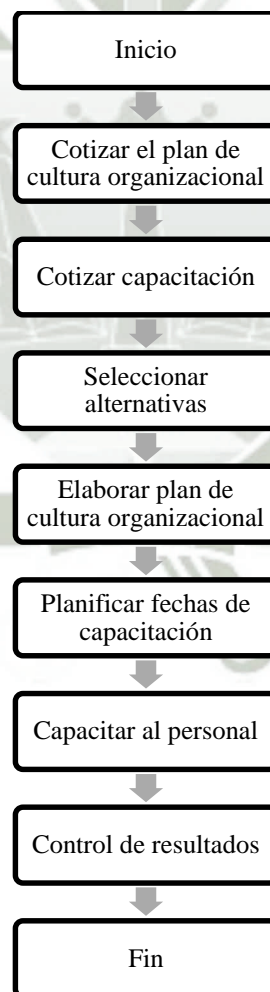 Inicio
Cotizar el plan de
cultura organizacional
Cotizar capacitación
Seleccionar
alternativas
Elaborar plan de
cultura organizacional
Planificar fechas de
capacitación
Capacitar al personal
Control de resultados
Fin